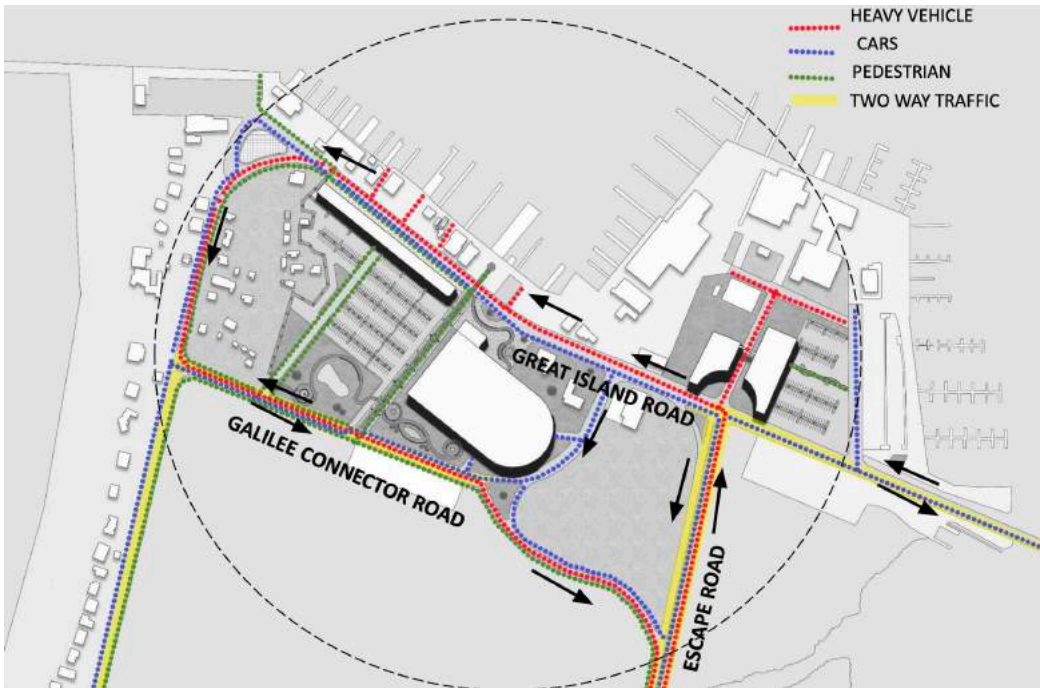 HEAVY VEHICLE
CARS
PEDESTRIAN
TWO WAY TRAFFIC
GREAT ISLAND ROAD
GALILEE CONNECTOR ROAD
ESCAPE ROAD